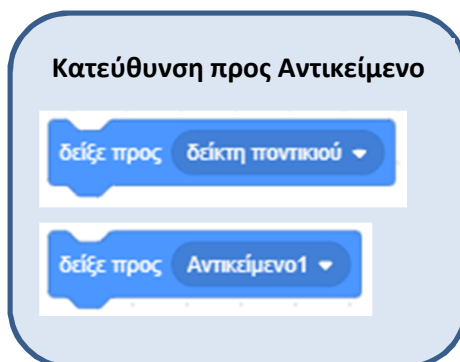 Κατεύθυνση προς Αντικείμενο
δείξε προς δείκτη ποντικιού
δείξε προς Αντικείμενο1